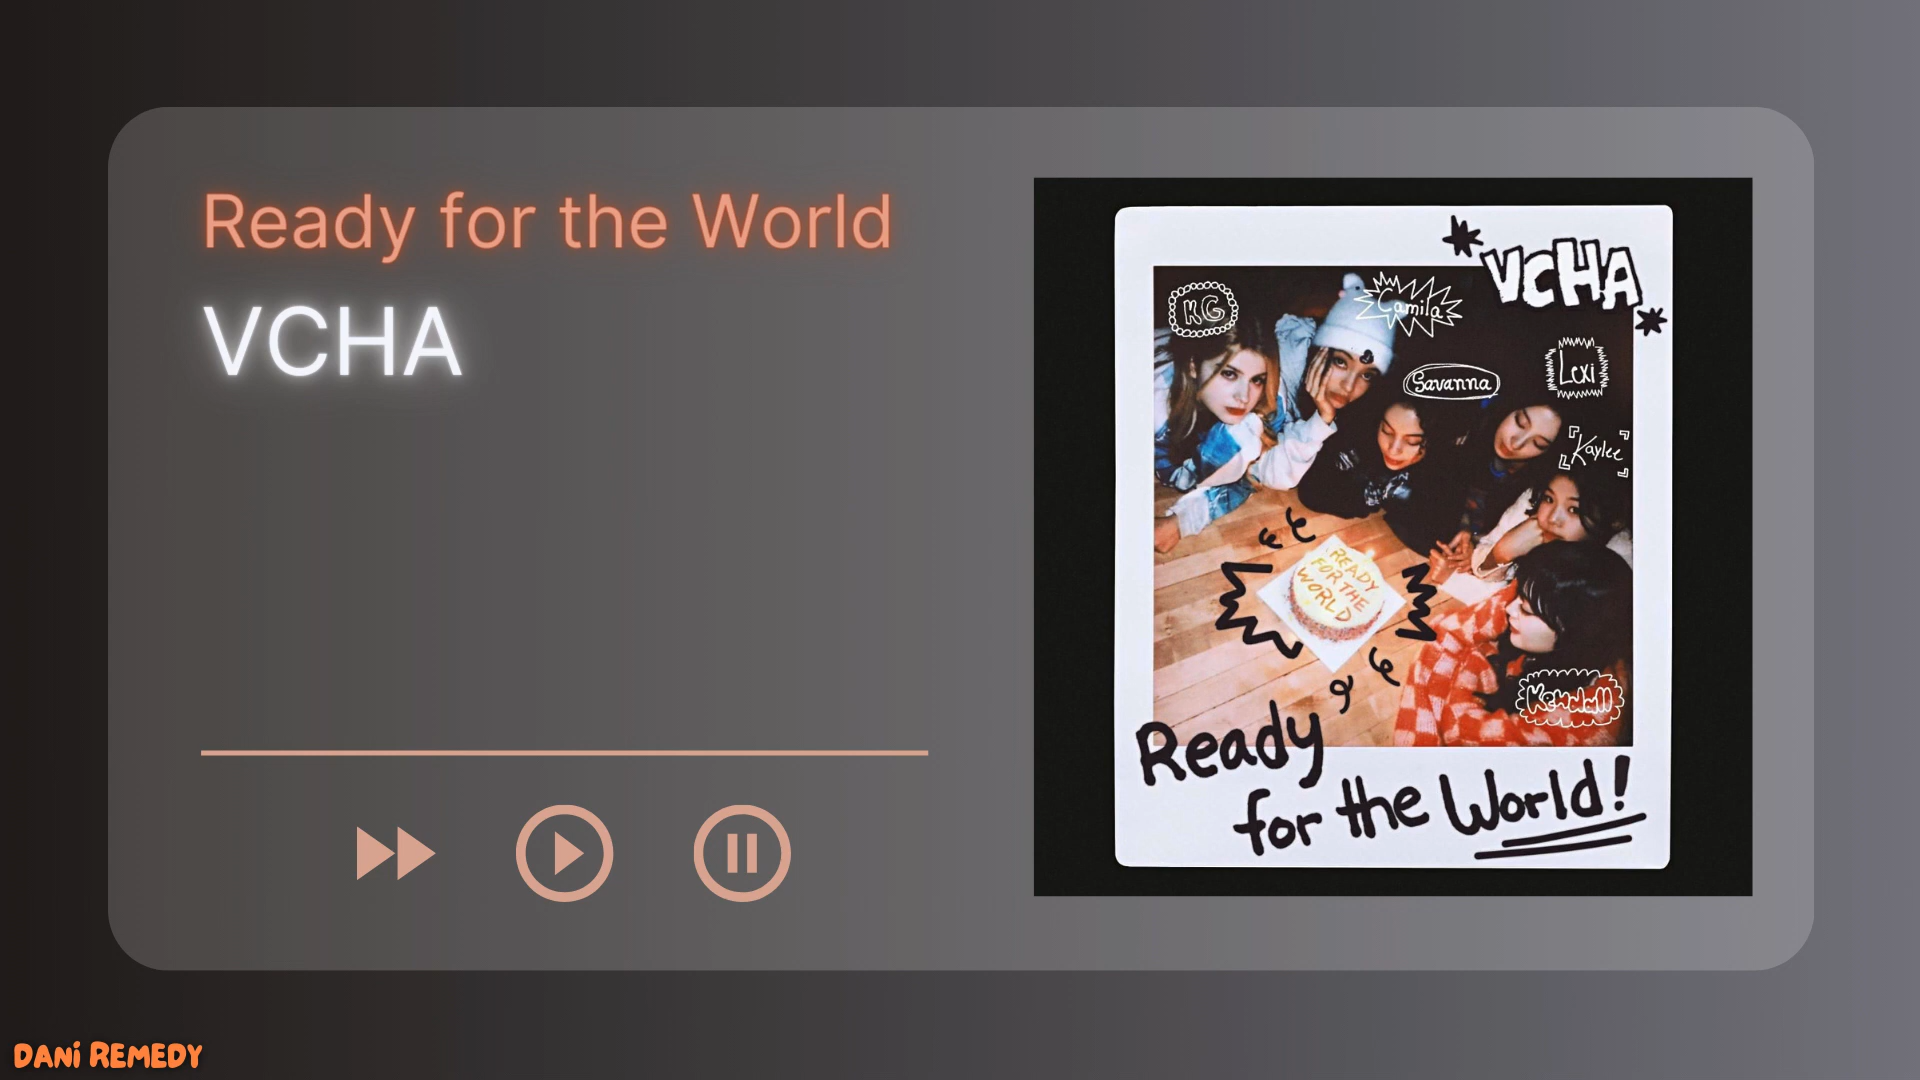 Ready for the World
VCHA
VCHA
KG
Camila
Savanna
Lexi
Kaylee
READY
FOR THE
WORLD
Kendall
Ready
for the World!
DANi REMEDY